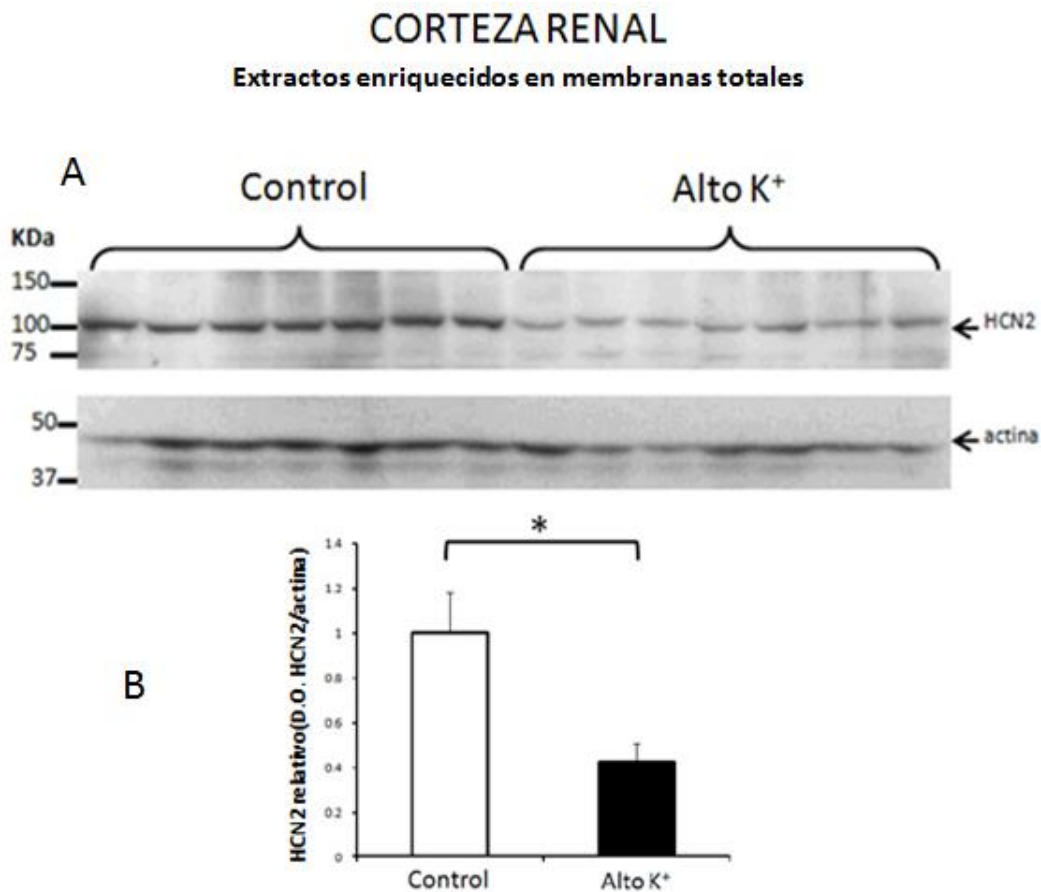 CORTEZA RENAL
Extractos enriquecidos en membranas totales
A
Control
Alto K⁺
KDa
150
100
75
HCN2
50
37
actina
B
*
HCN2 relativo(D.O. HCN2/actina)
1.4
1.2
1
0.8
0.6
0.4
0.2
0
Control
Alto K⁺